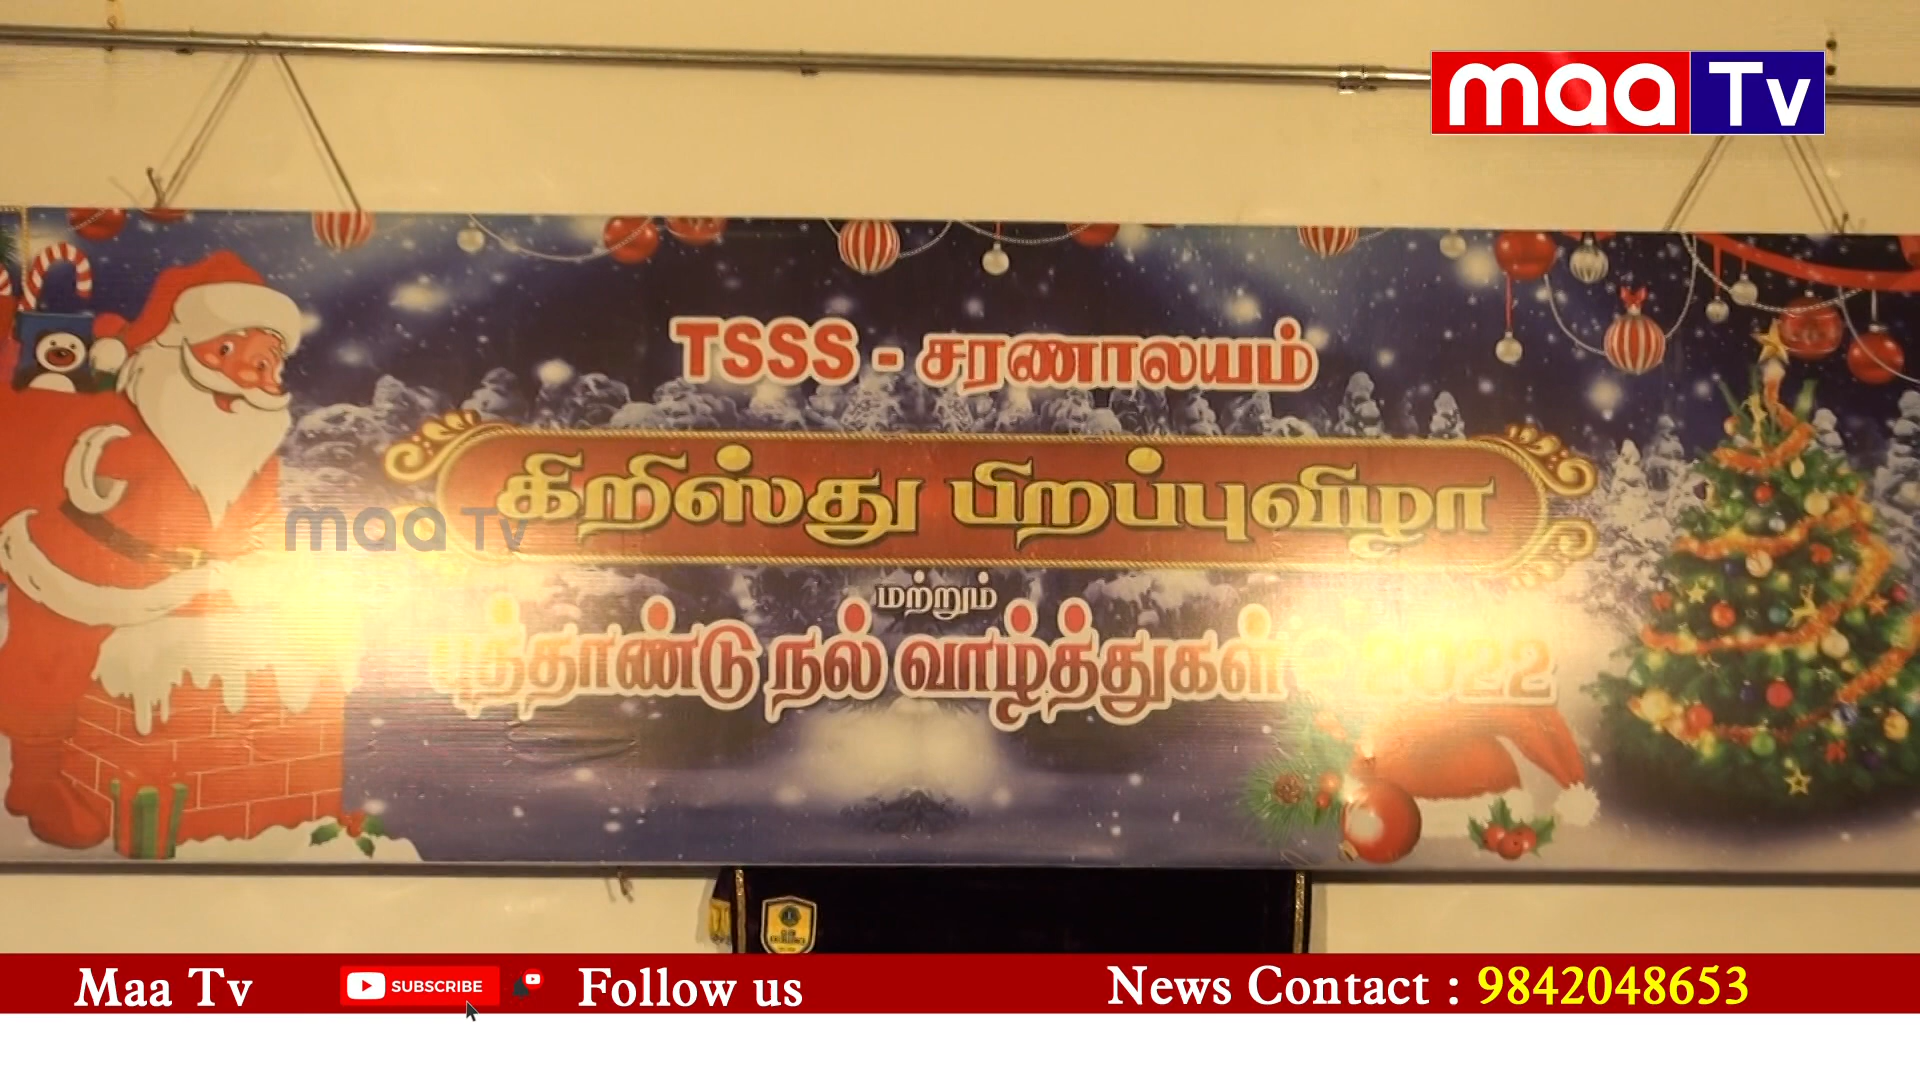 maa Tv
TSSS - சரணாலயம்
கிறிஸ்து பிறப்புவிழா
maa Tv
மற்றும்
புத்தாண்டு நல் வாழ்த்துகள் 2022
Maa Tv SUBSCRIBE Follow us News Contact : 9842048653